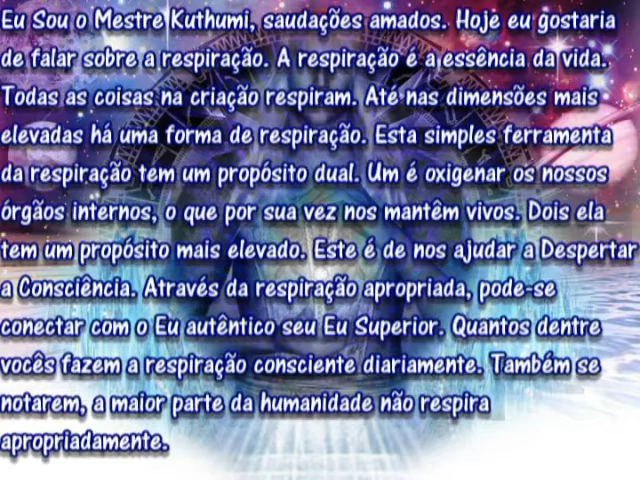 Eu Sou o Mestre Kuthumi, saudações amados. Hoje eu gostaria
de falar sobre a respiração. A respiração é a essência da vida.
Todas as coisas na criação respiram. Até nas dimensões mais
elevadas há uma forma de respiração. Esta simples ferramenta
da respiração tem um propósito dual. Um é oxigenar os nossos
órgãos internos, o que por sua vez nos mantêm vivos. Dois ela
tem um propósito mais elevado. Este é de nos ajudar a Despertar
a Consciência. Através da respiração apropriada, pode-se
conectar com o Eu autêntico seu Eu Superior. Quantos dentre
vocês fazem a respiração consciente diariamente. Também se
notarem, a maior parte da humanidade não respira
apropriadamente.